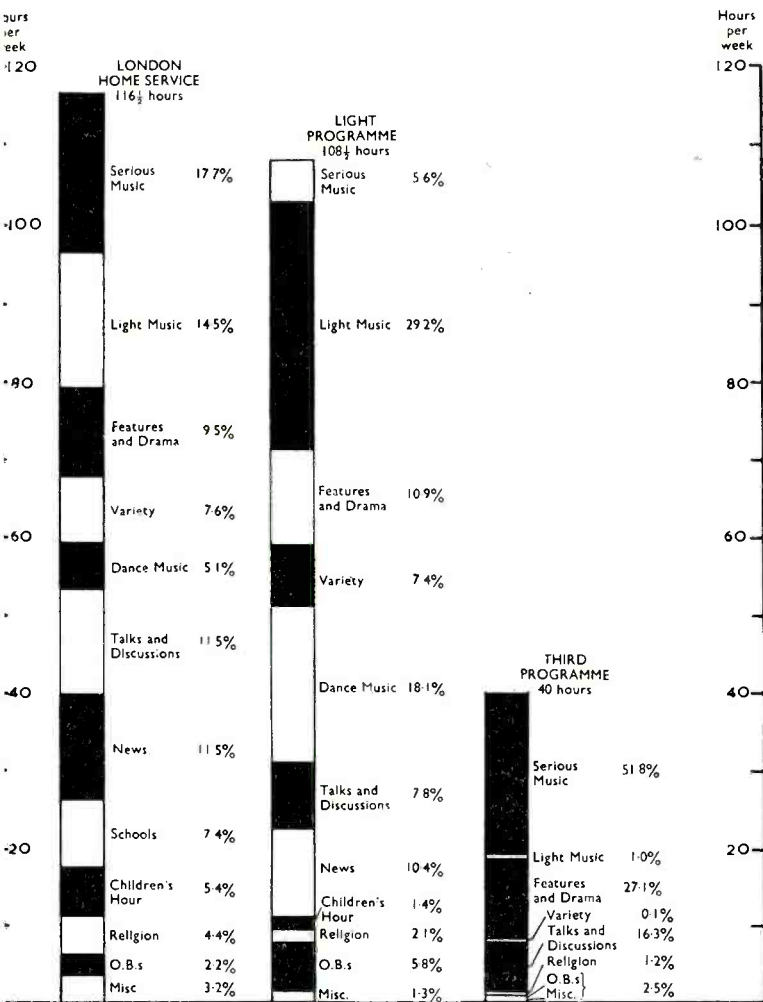 Hours
per
week
120
LONDON
HOME SERVICE
116½ hours
Serious
Music 17.7%
Light Music 14.5%
Features
and Drama 9.5%
Variety 7.6%
Dance Music 5.1%
Talks and
Discussions 11.5%
News 11.5%
Schools 7.4%
Children's
Hour 5.4%
Religion 4.4%
O.B.s 2.2%
Misc 3.2%
100
80
60
40
20
LIGHT
PROGRAMME
108½ hours
Serious
Music 5.6%
Light Music 29.2%
Features
and Drama 10.9%
Variety 7.4%
Dance Music 18.1%
Talks and
Discussions 7.8%
News 10.4%
Children's
Hour 1.4%
Religion 2.1%
O.B.s 5.8%
Misc. 1.3%
THIRD
PROGRAMME
40 hours
Serious
Music 51.8%
Light Music 1.0%
Features
and Drama 27.1%
Variety 0.1%
Talks and
Discussions 16.3%
Religion 1.2%
O.B.s
Misc. 2.5%
Hours
per
week
120
100
80
60
40
20